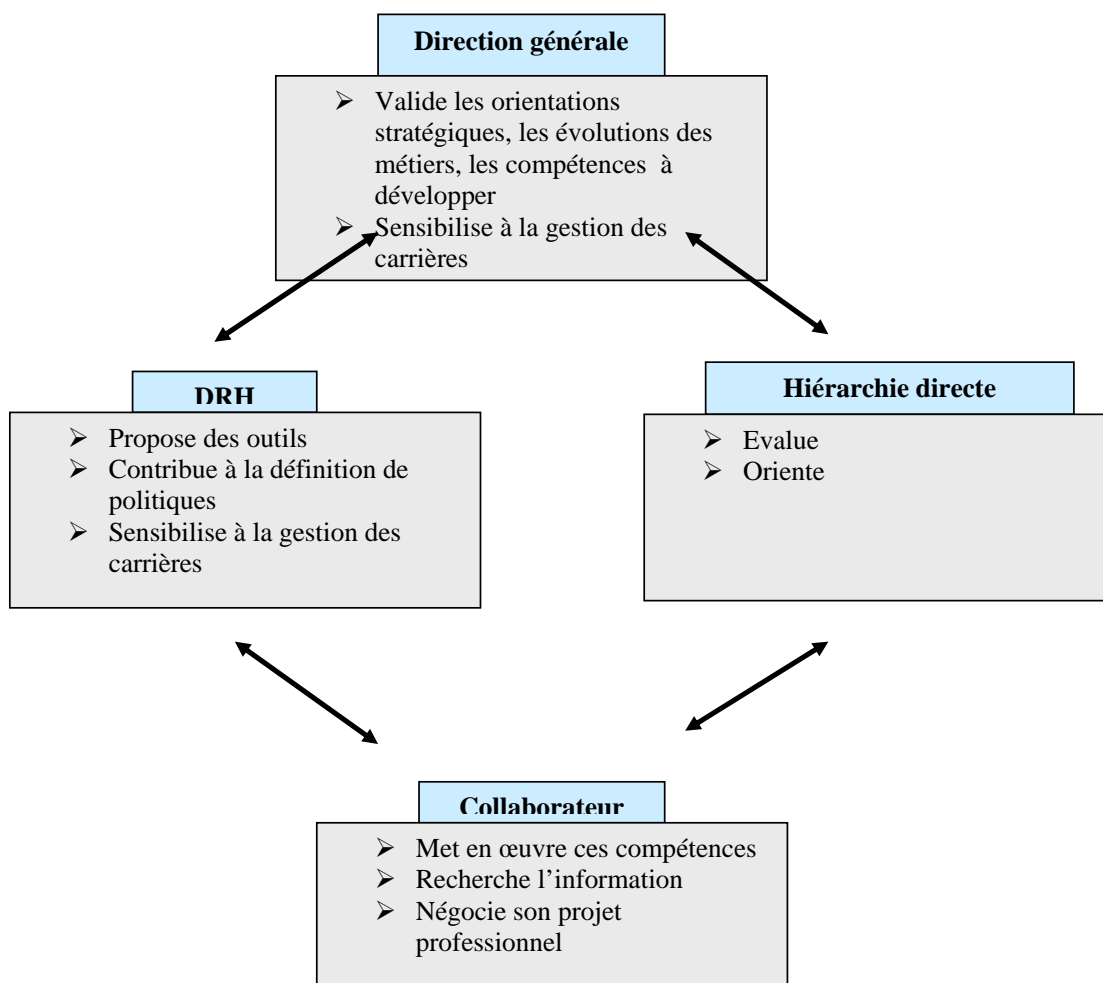 Direction générale
➢ Valide les orientations
stratégiques, les évolutions des
métiers, les compétences à
développer
➢ Sensibilise à la gestion des
carrières
DRH
➢ Propose des outils
➢ Contribue à la définition de
politiques
➢ Sensibilise à la gestion des
carrières
Hiérarchie directe
➢ Evalue
➢ Oriente
Collaborateur
➢ Met en œuvre ces compétences
➢ Recherche l’information
➢ Négocie son projet
professionnel